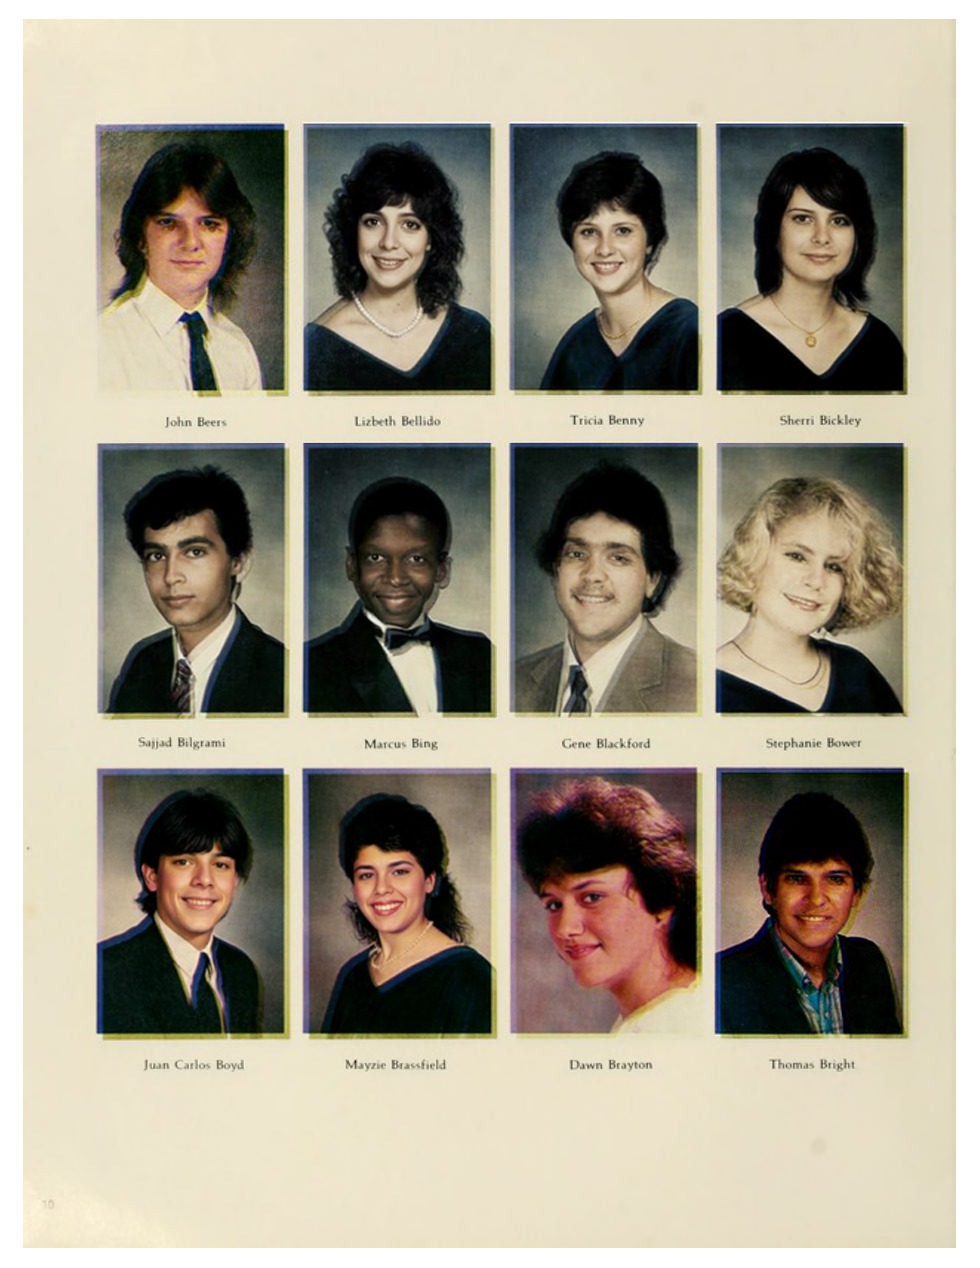 John Beers
Lizbeth Bellido
Tricia Benny
Sherri Bickley
Sajjad Bilgrami
Marcus Bing
Gene Blackford
Stephanie Bower
Juan Carlos Boyd
Mayzie Brassfield
Dawn Brayton
Thomas Bright